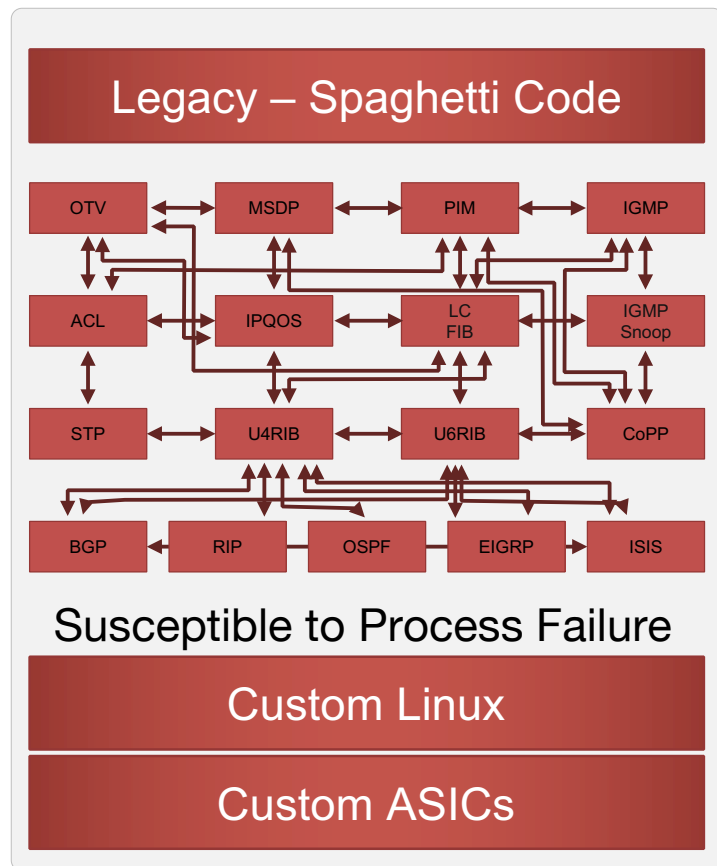 Legacy – Spaghetti Code
OTV
MSDP
PIM
IGMP
ACL
IPQOS
LC
FIB
IGMP
Snoop
STP
U4RIB
U6RIB
CoPP
BGP
RIP
OSPF
EIGRP
ISIS
Susceptible to Process Failure
Custom Linux
Custom ASICs